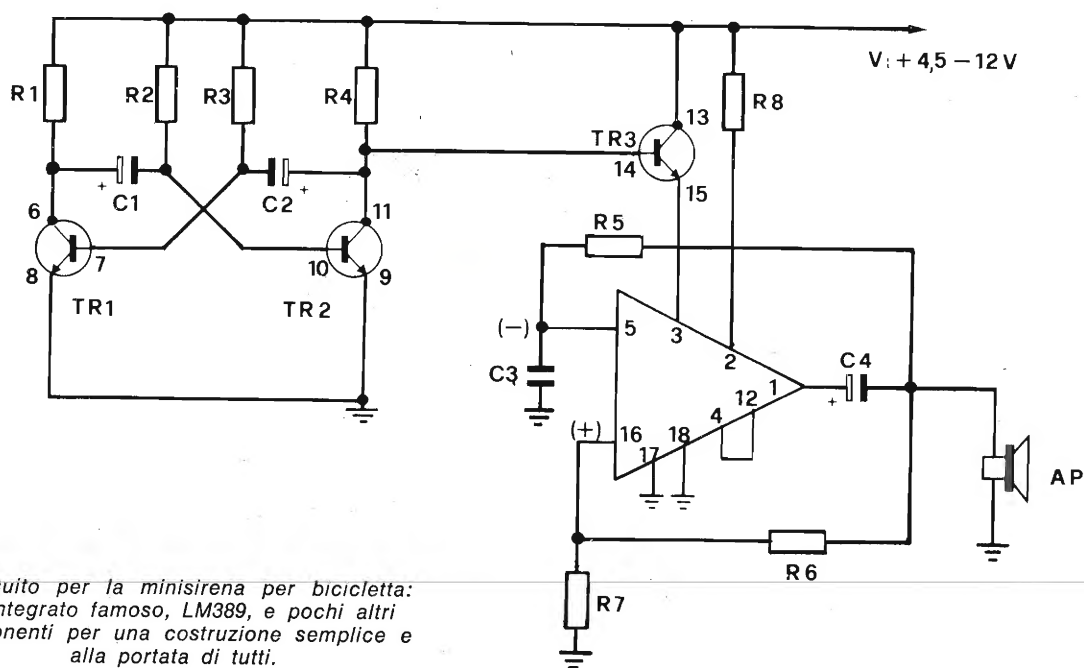 V: + 4,5 – 12 V
R1
R2
R3
R4
R8
13
TR3
14
15
+
C1
C2
+
6
11
R5
8
7
10
9
TR1
TR2
(–)
5
3
2
C3
C4
1
12
+
4
(+)
16
18
17
AP
R6
R7
uito per la minisirena per bicicletta:
ntegrato famoso, LM389, e pochi altri
onenti per una costruzione semplice e
alla portata di tutti.